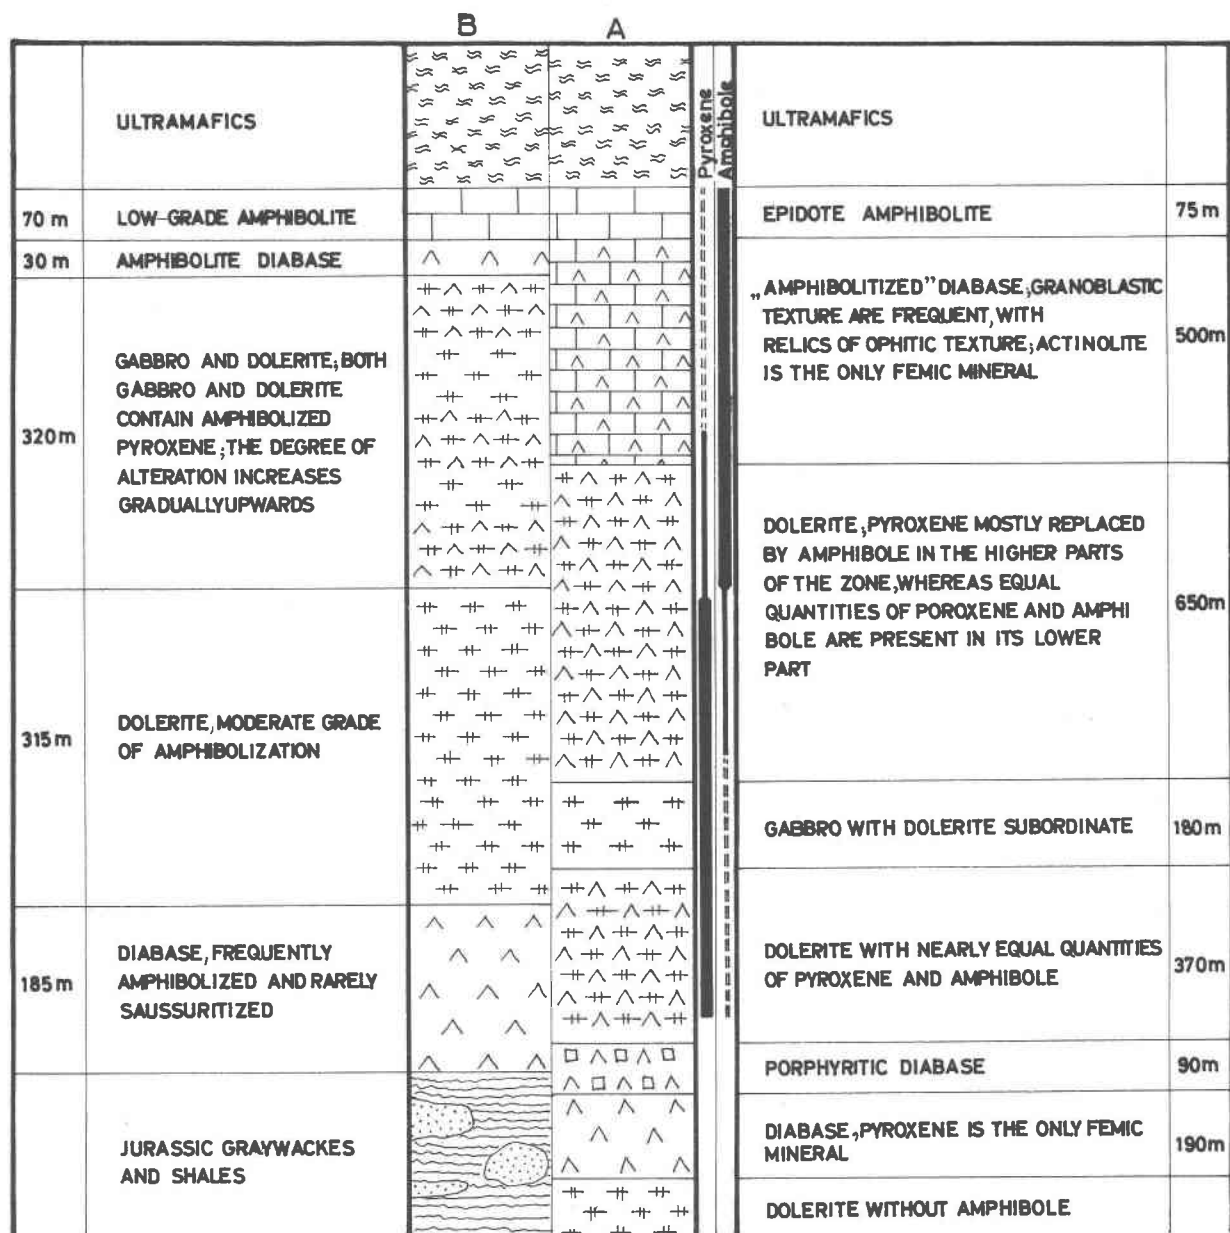 B
A
ULTRAMAFICS
70 m
LOW-GRADE AMPHIBOLITE
30 m
AMPHIBOLITE DIABASE
320m
GABBRO AND DOLERITE; BOTH
GABBRO AND DOLERITE
CONTAIN AMPHIBOLIZED
PYROXENE; THE DEGREE OF
ALTERATION INCREASES
GRADUALLYUPWARDS
315m
DOLERITE, MODERATE GRADE
OF AMPHIBOLIZATION
185m
DIABASE, FREQUENTLY
AMPHIBOLIZED AND RARELY
SAUSSURITIZED
JURASSIC GRAYWACKES
AND SHALES
Pyroxene
Amphibole
ULTRAMAFICS
EPIDOTE AMPHIBOLITE
75m
„AMPHIBOLITIZED” DIABASE; GRANOBLASTIC
TEXTURE ARE FREQUENT, WITH
RELICS OF OPHITIC TEXTURE; ACTINOLITE
IS THE ONLY FEMIC MINERAL
500m
DOLERITE, PYROXENE MOSTLY REPLACED
BY AMPHIBOLE IN THE HIGHER PARTS
OF THE ZONE, WHEREAS EQUAL
QUANTITIES OF POROXENE AND AMPHI
BOLE ARE PRESENT IN ITS LOWER
PART
650m
GABBRO WITH DOLERITE SUBORDINATE
180m
DOLERITE WITH NEARLY EQUAL QUANTITIES
OF PYROXENE AND AMPHIBOLE
370m
PORPHYRITIC DIABASE
90m
DIABASE, PYROXENE IS THE ONLY FEMIC
MINERAL
190m
DOLERITE WITHOUT AMPHIBOLE